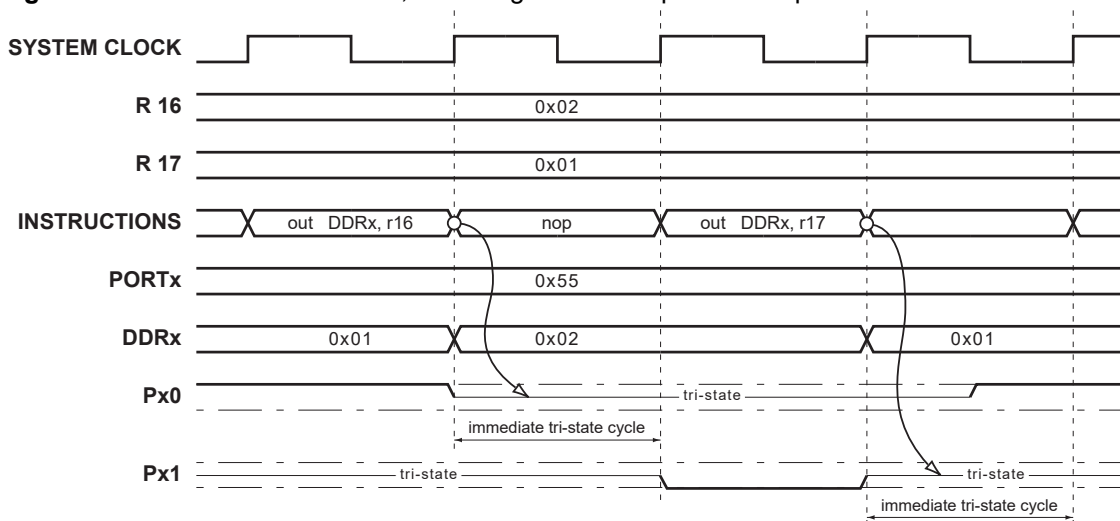 SYSTEM CLOCK
R 16
0x02
R 17
0x01
INSTRUCTIONS
out DDRx, r16
nop
out DDRx, r17
PORTx
0x55
DDRx
0x01
0x02
0x01
Px0
tri-state
immediate tri-state cycle
Px1
tri-state
tri-state
immediate tri-state cycle